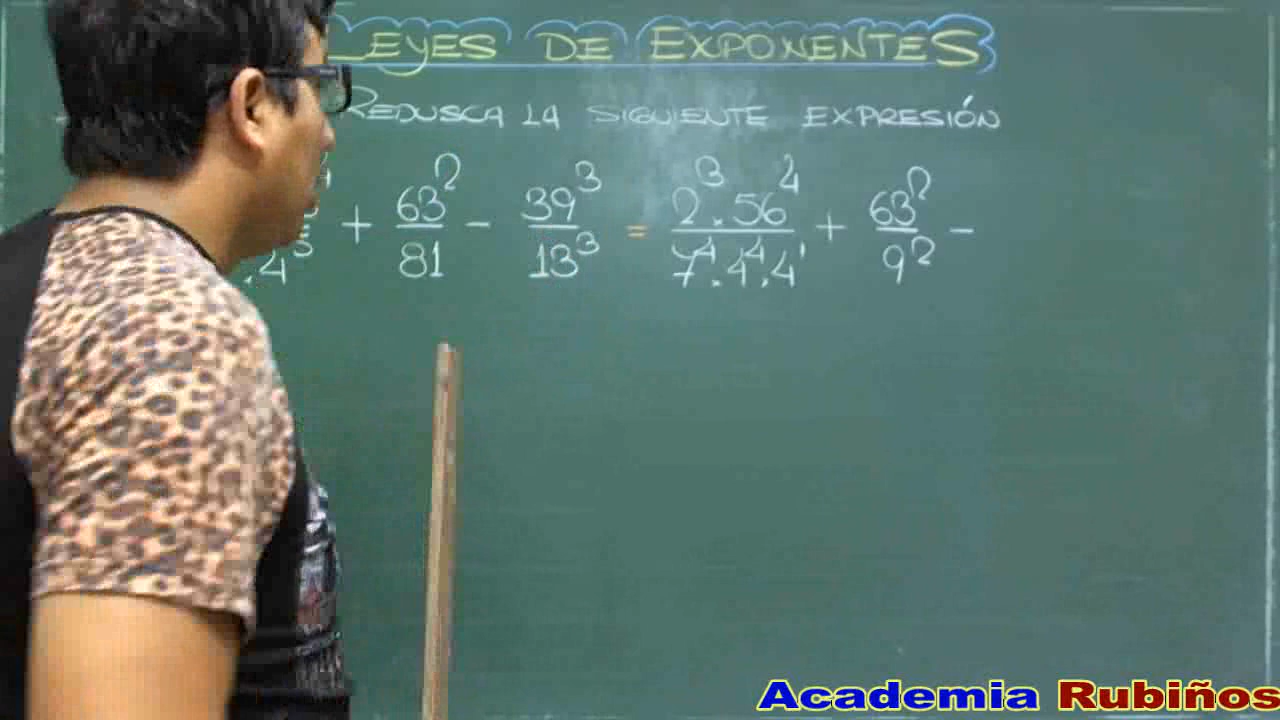 LEYES DE EXPONENTES
REDUSCA LA SIGUIENTE EXPRESIÓN
.4⁵ + 63²/81 - 39³/13³ = 2³.56⁴/7⁴.4⁴.4¹ + 63²/9² -
Academia Rubiños